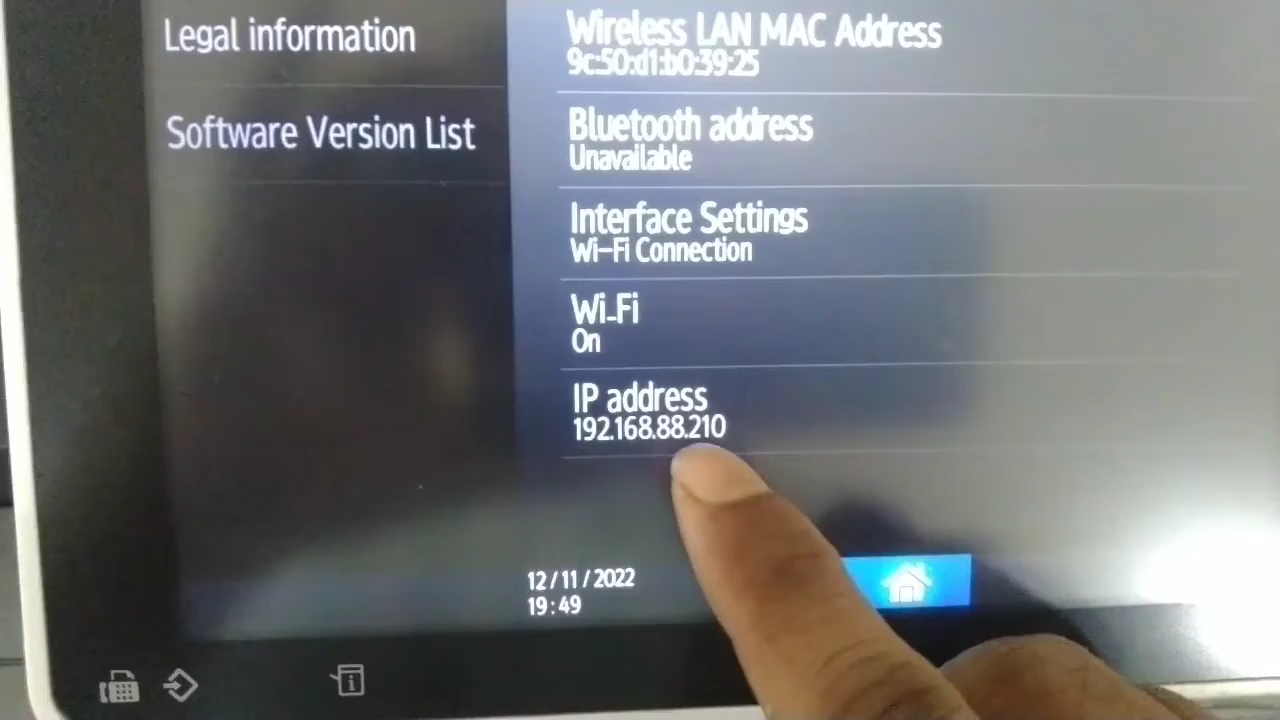 Legal information
Software Version List
Wireless LAN MAC Address
9c:50:d1:b0:39:25
Bluetooth address
Unavailable
Interface Settings
Wi-Fi Connection
Wi-Fi
On
IP address
192.168.88.210
12 / 11 / 2022
19 : 49